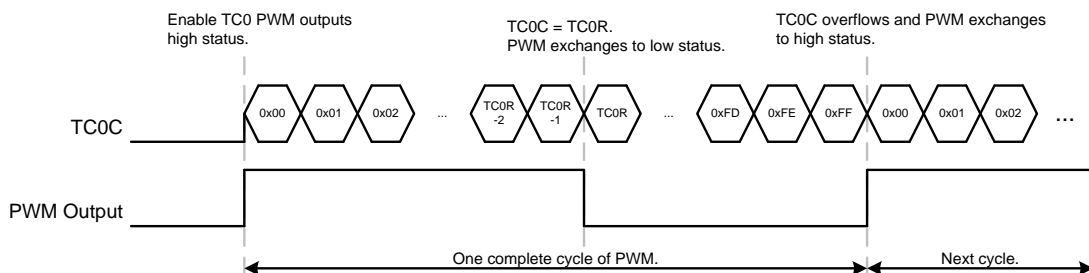 Enable TC0 PWM outputs
high status.
TC0C = TC0R.
PWM exchanges to low status.
TC0C overflows and PWM exchanges
to high status.
TC0C
0x00
0x01
0x02
...
TC0R
-2
TC0R
-1
TC0R
...
0xFD
0xFE
0xFF
0x00
0x01
0x02
...
PWM Output
One complete cycle of PWM.
Next cycle.